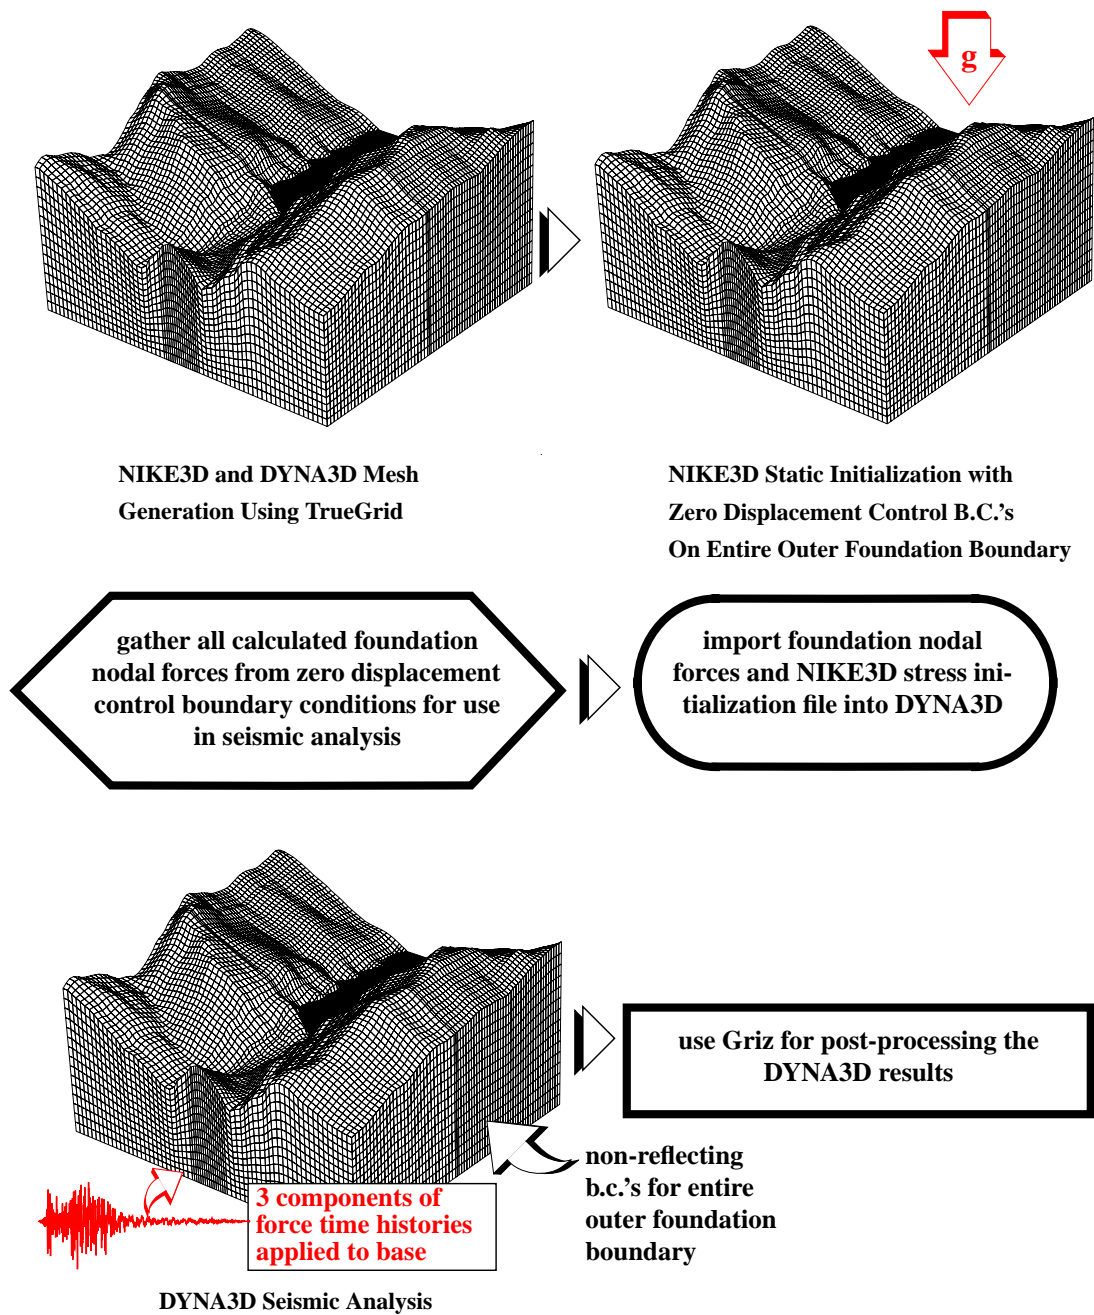 g
NIKE3D and DYNA3D Mesh
Generation Using TrueGrid
NIKE3D Static Initialization with
Zero Displacement Control B.C.'s
On Entire Outer Foundation Boundary
gather all calculated foundation
nodal forces from zero displacement
control boundary conditions for use
in seismic analysis
import foundation nodal
forces and NIKE3D stress ini-
tialization file into DYNA3D
use Griz for post-processing the
DYNA3D results
non-reflecting
b.c.'s for entire
outer foundation
boundary
3 components of
force time histories
applied to base
DYNA3D Seismic Analysis